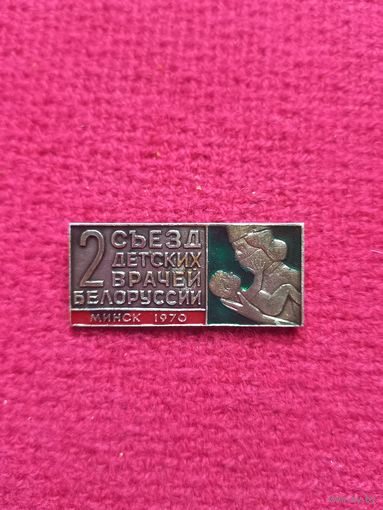 2 СЪЕЗД
ДЕТСКИХ
ВРАЧЕЙ
БЕЛОРУССИИ
МИНСК 1970